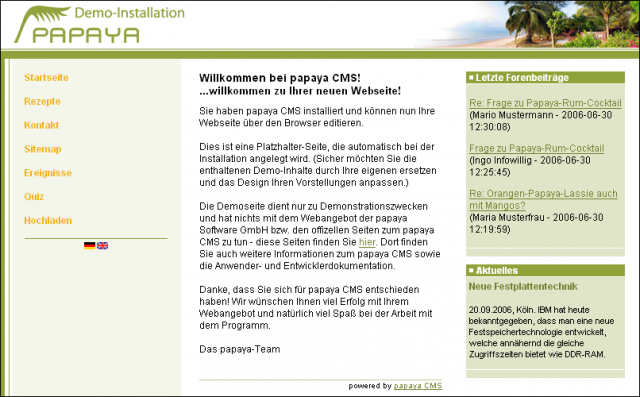 Demo-Installation
PAPAYA
Startseite
Rezepte
Kontakt
Sitemap
Ereignisse
Quiz
Hochladen
Willkommen bei papaya CMS!
...willkommen zu Ihrer neuen Webseite!
Sie haben papaya CMS installiert und können nun Ihre
Webseite über den Browser editieren.
Dies ist eine Platzhalter-Seite, die automatisch bei der
Installation angelegt wird. (Sicher möchten Sie die
enthaltenen Demo-Inhalte durch Ihre eigenen ersetzen
und das Design Ihren Vorstellungen anpassen.)
Die Demoseite dient nur zu Demonstrationszwecken
und hat nichts mit dem Webangebot der papaya
Software GmbH bzw. den offizellen Seiten zum papaya
CMS zu tun - diese Seiten finden Sie hier. Dort finden
Sie auch weitere Informationen zum papaya CMS sowie
die Anwender- und Entwicklerdokumentation.
Danke, dass Sie sich für papaya CMS entschieden
haben! Wir wünschen Ihnen viel Erfolg mit Ihrem
Webangebot und natürlich viel Spaß bei der Arbeit mit
dem Programm.
Das papaya-Team
powered by papaya CMS
Letzte Forenbeiträge
Re: Frage zu Papaya-Rum-Cocktail
(Mario Mustermann - 2006-06-30
12:30:08)
Frage zu Papaya-Rum-Cocktail
(Ingo Infowillig - 2006-06-30
12:25:45)
Re: Orangen-Papaya-Lassie auch
mit Mangos?
(Maria Musterfrau - 2006-06-30
12:19:59)
Aktuelles
Neue Festplattentechnik
20.09.2006, Köln. IBM hat heute
bekanntgegeben, dass man eine neue
Festspeichertechnologie entwickelt,
welche annähernd die gleiche
Zugriffszeiten bietet wie DDR-RAM.